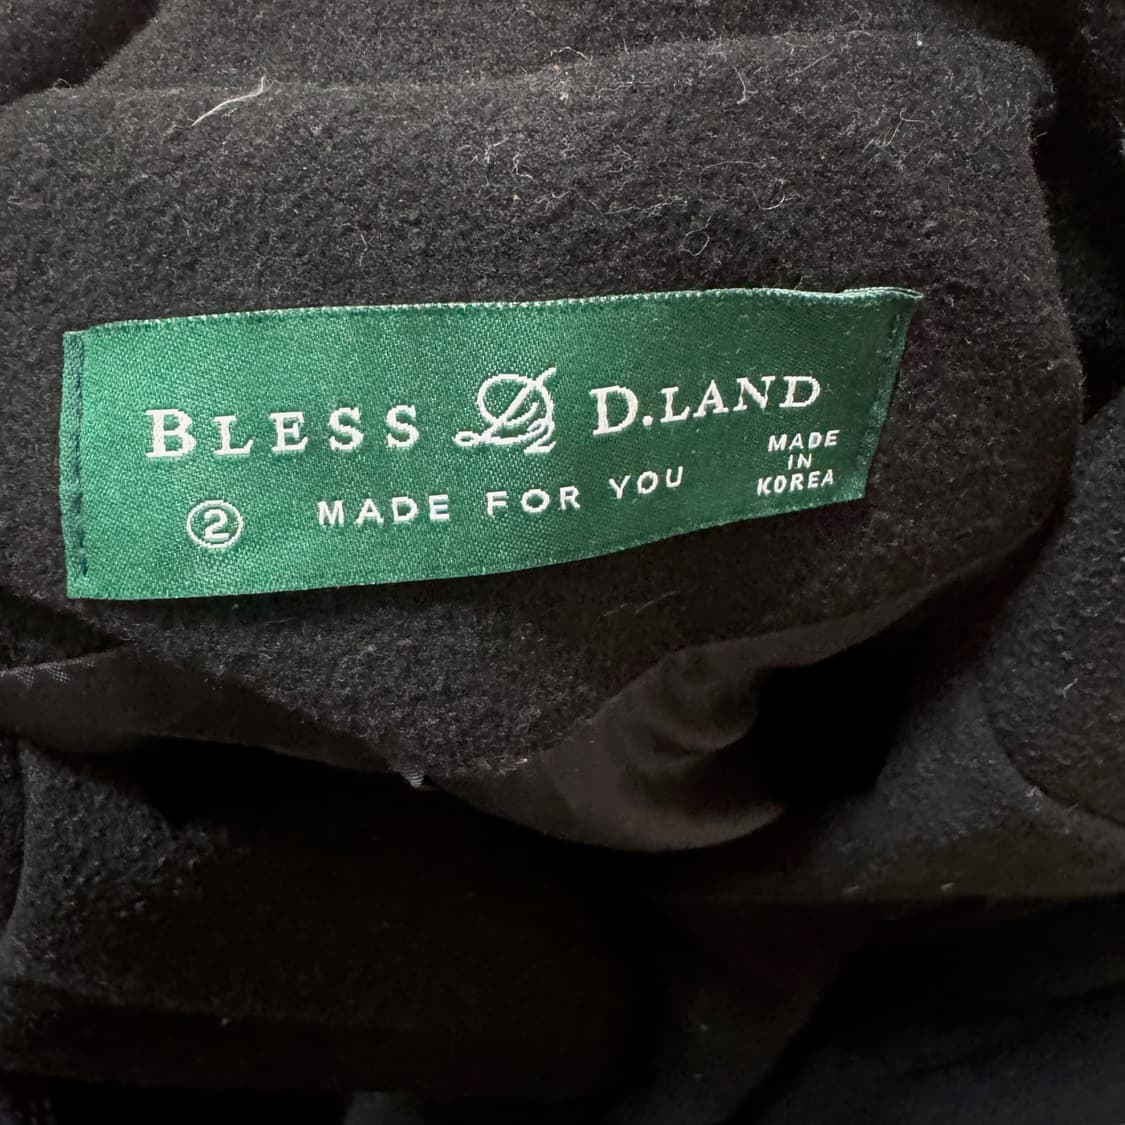 BLESS D D.LAND
② MADE FOR YOU
MADE
IN
KOREA